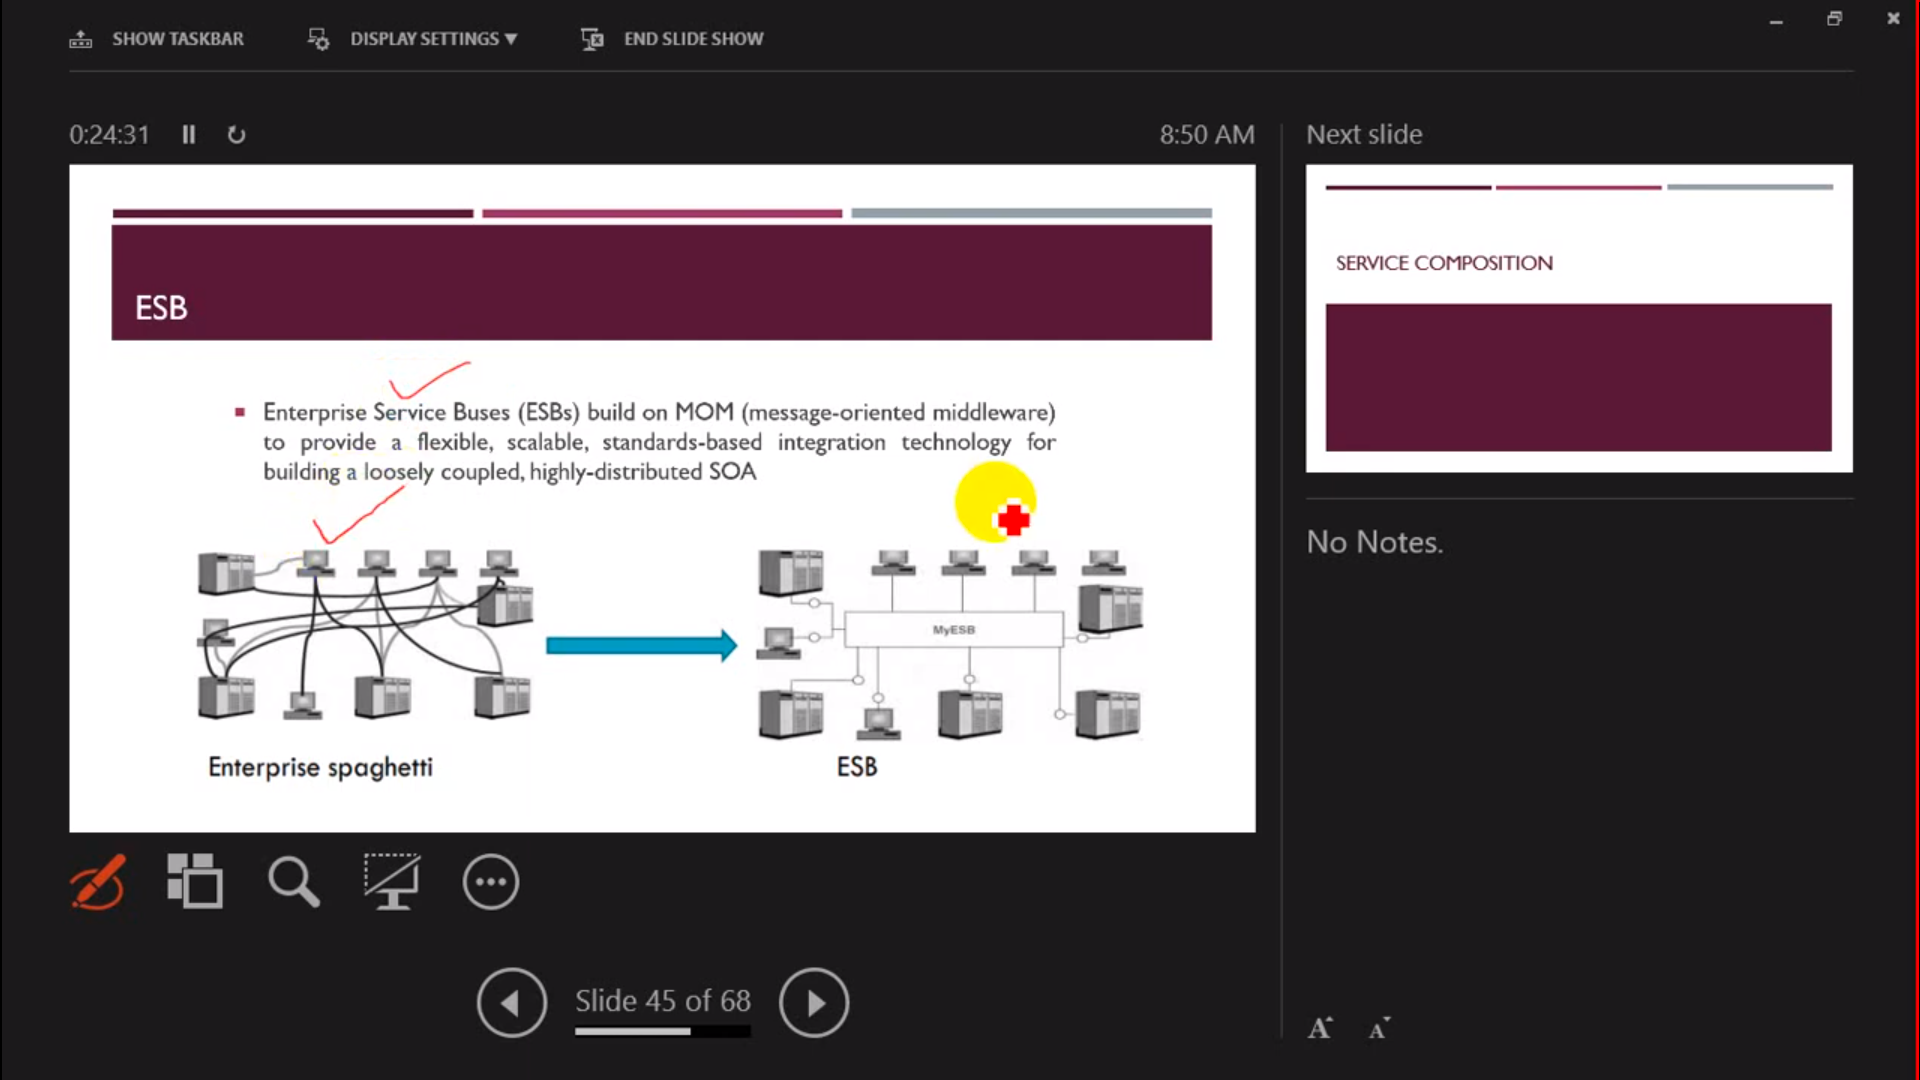 SHOW TASKBAR
DISPLAY SETTINGS
END SLIDE SHOW
0:24:31
8:50 AM
ESB
Enterprise Service Buses (ESBs) build on MOM (message-oriented middleware)
to provide a flexible, scalable, standards-based integration technology for
building a loosely coupled, highly-distributed SOA
MyESB
Enterprise spaghetti
ESB
Slide 45 of 68
Next slide
SERVICE COMPOSITION
No Notes.
A A